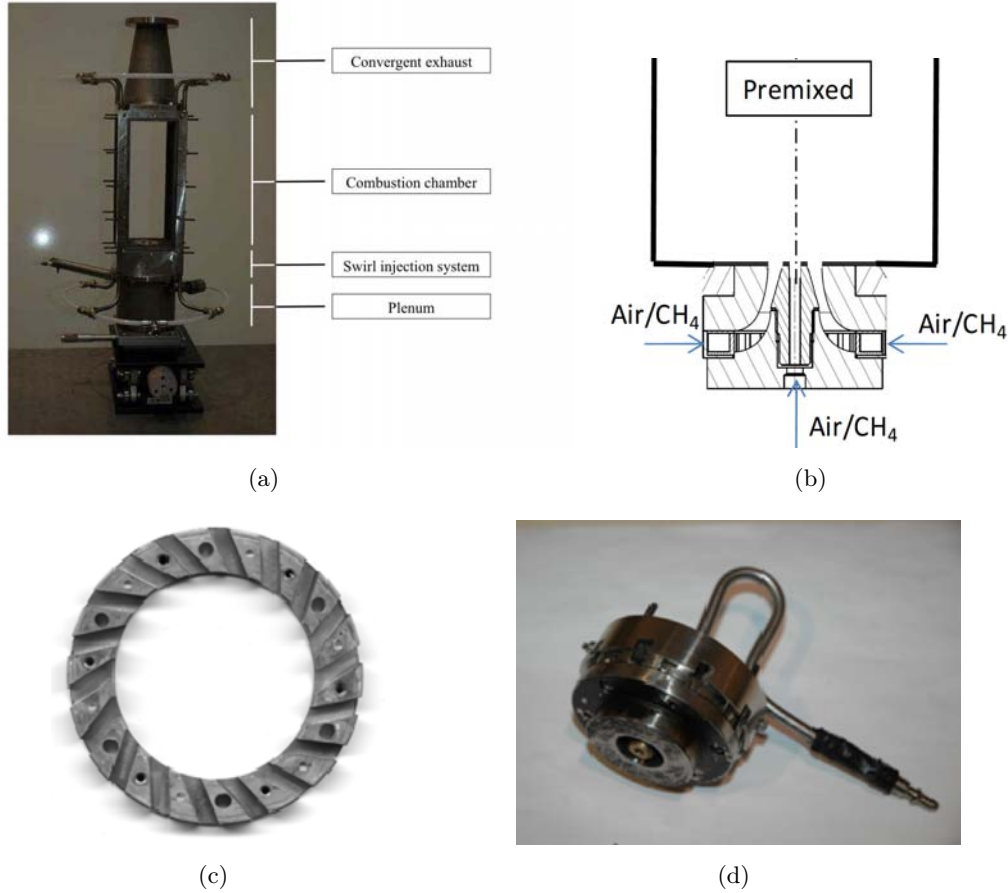 Convergent exhaust
Combustion chamber
Swirl injection system
Plenum
(a)
Premixed
Air/CH₄
Air/CH₄
Air/CH₄
(b)
(c)
(d)